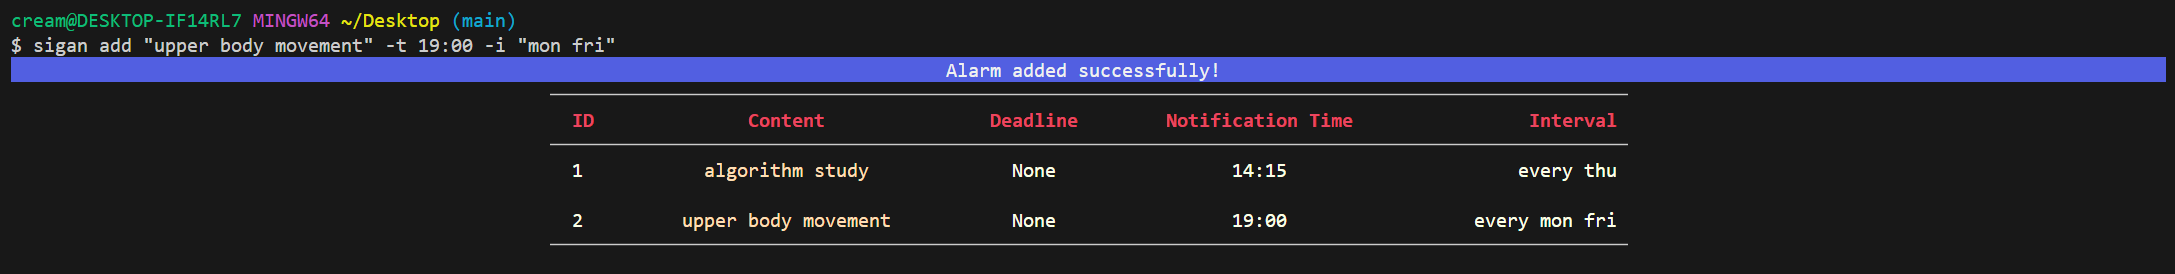 cream@DESKTOP-IF14RL7 MINGW64 ~/Desktop (main)
$ sigan add "upper body movement" -t 19:00 -i "mon fri"
Alarm added successfully!
ID Content Deadline Notification Time Interval
1 algorithm study None 14:15 every thu
2 upper body movement None 19:00 every mon fri